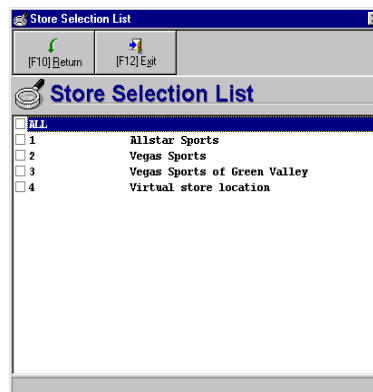 Store Selection List
[F10] Return [F12] Exit
Store Selection List
ALL
1 Allstar Sports
2 Vegas Sports
3 Vegas Sports of Green Valley
4 Virtual store location